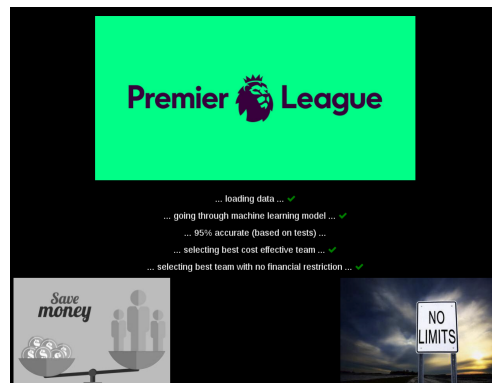 Premier League
... loading data ... ✓
... going through machine learning model ... ✓
... 95% accurate (based on tests) ...
... selecting best cost effective team ... ✓
... selecting best team with no financial restriction ... ✓
Save
money
NO
LIMITS